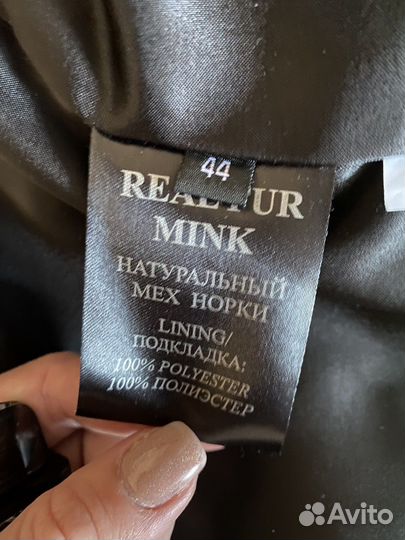 44
REAL FUR
MINK
НАТУРАЛЬНЫЙ
МЕХ НОРКИ
LINING/
ПОДКЛАДКА:
100% POLYESTER
100% ПОЛИЭСТЕР
Avito